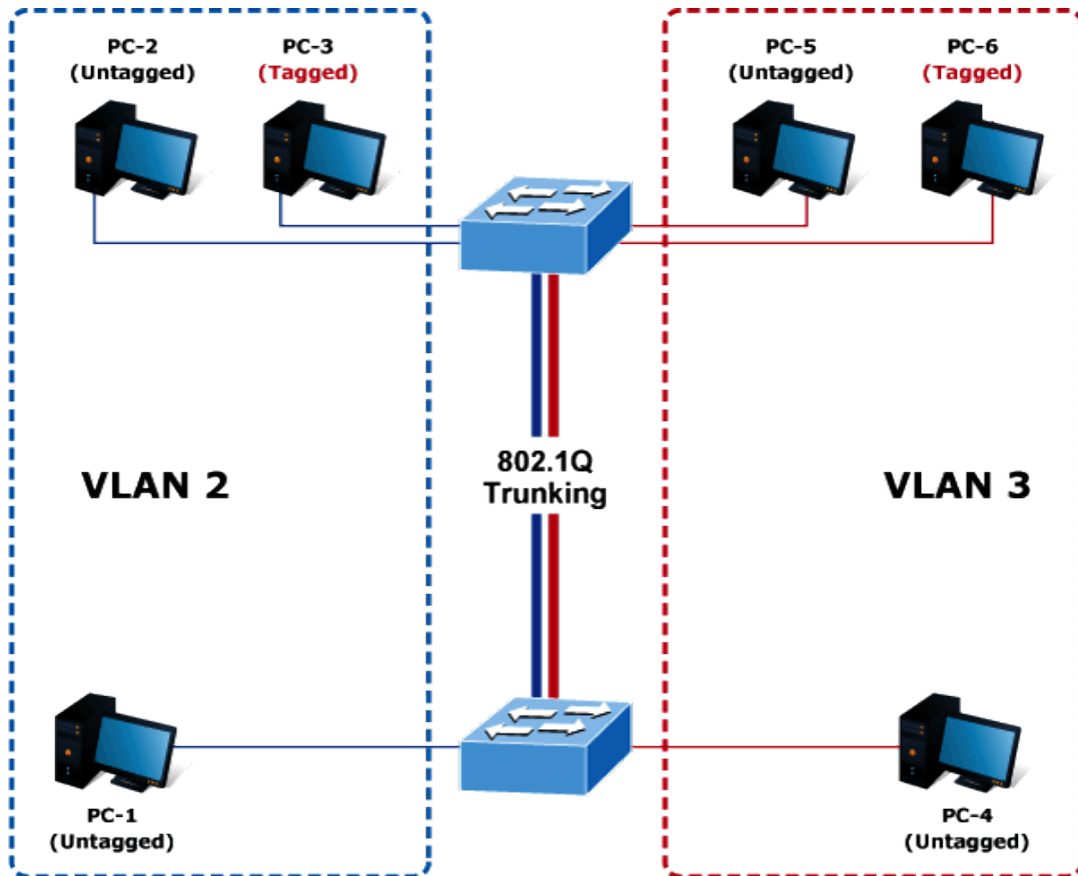 PC-2
(Untagged)
PC-3
(Tagged)
PC-5
(Untagged)
PC-6
(Tagged)
VLAN 2
802.1Q
Trunking
VLAN 3
PC-1
(Untagged)
PC-4
(Untagged)